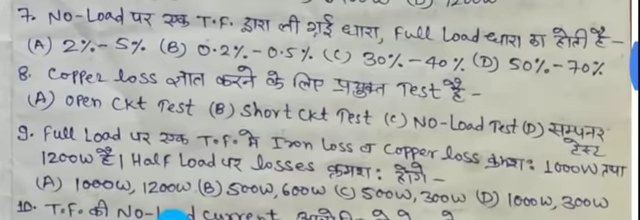 7. No-Load पर एक T.F. द्वारा ली गई धारा, Full Load धारा का होती है -
(A) 2%-5% (B) 0.2%-0.5% (C) 30%-40% (D) 50%-70%
8. Copper loss ज्ञात करने के लिए प्रयुक्त Test है -
(A) Open Ckt Test (B) Short Ckt Test (C) NO-Load Test (D) सम्पनर टेस्ट
9. Full Load पर एक T.F. में Iron Loss व Copper loss क्रमश: 1000W तथा
1200W है। Half Load पर losses क्रमश: होंगे -
(A) 1000W, 1200W (B) 500W, 600W (C) 500W, 300W (D) 1000W, 300W
10. T.F. की No-Load current